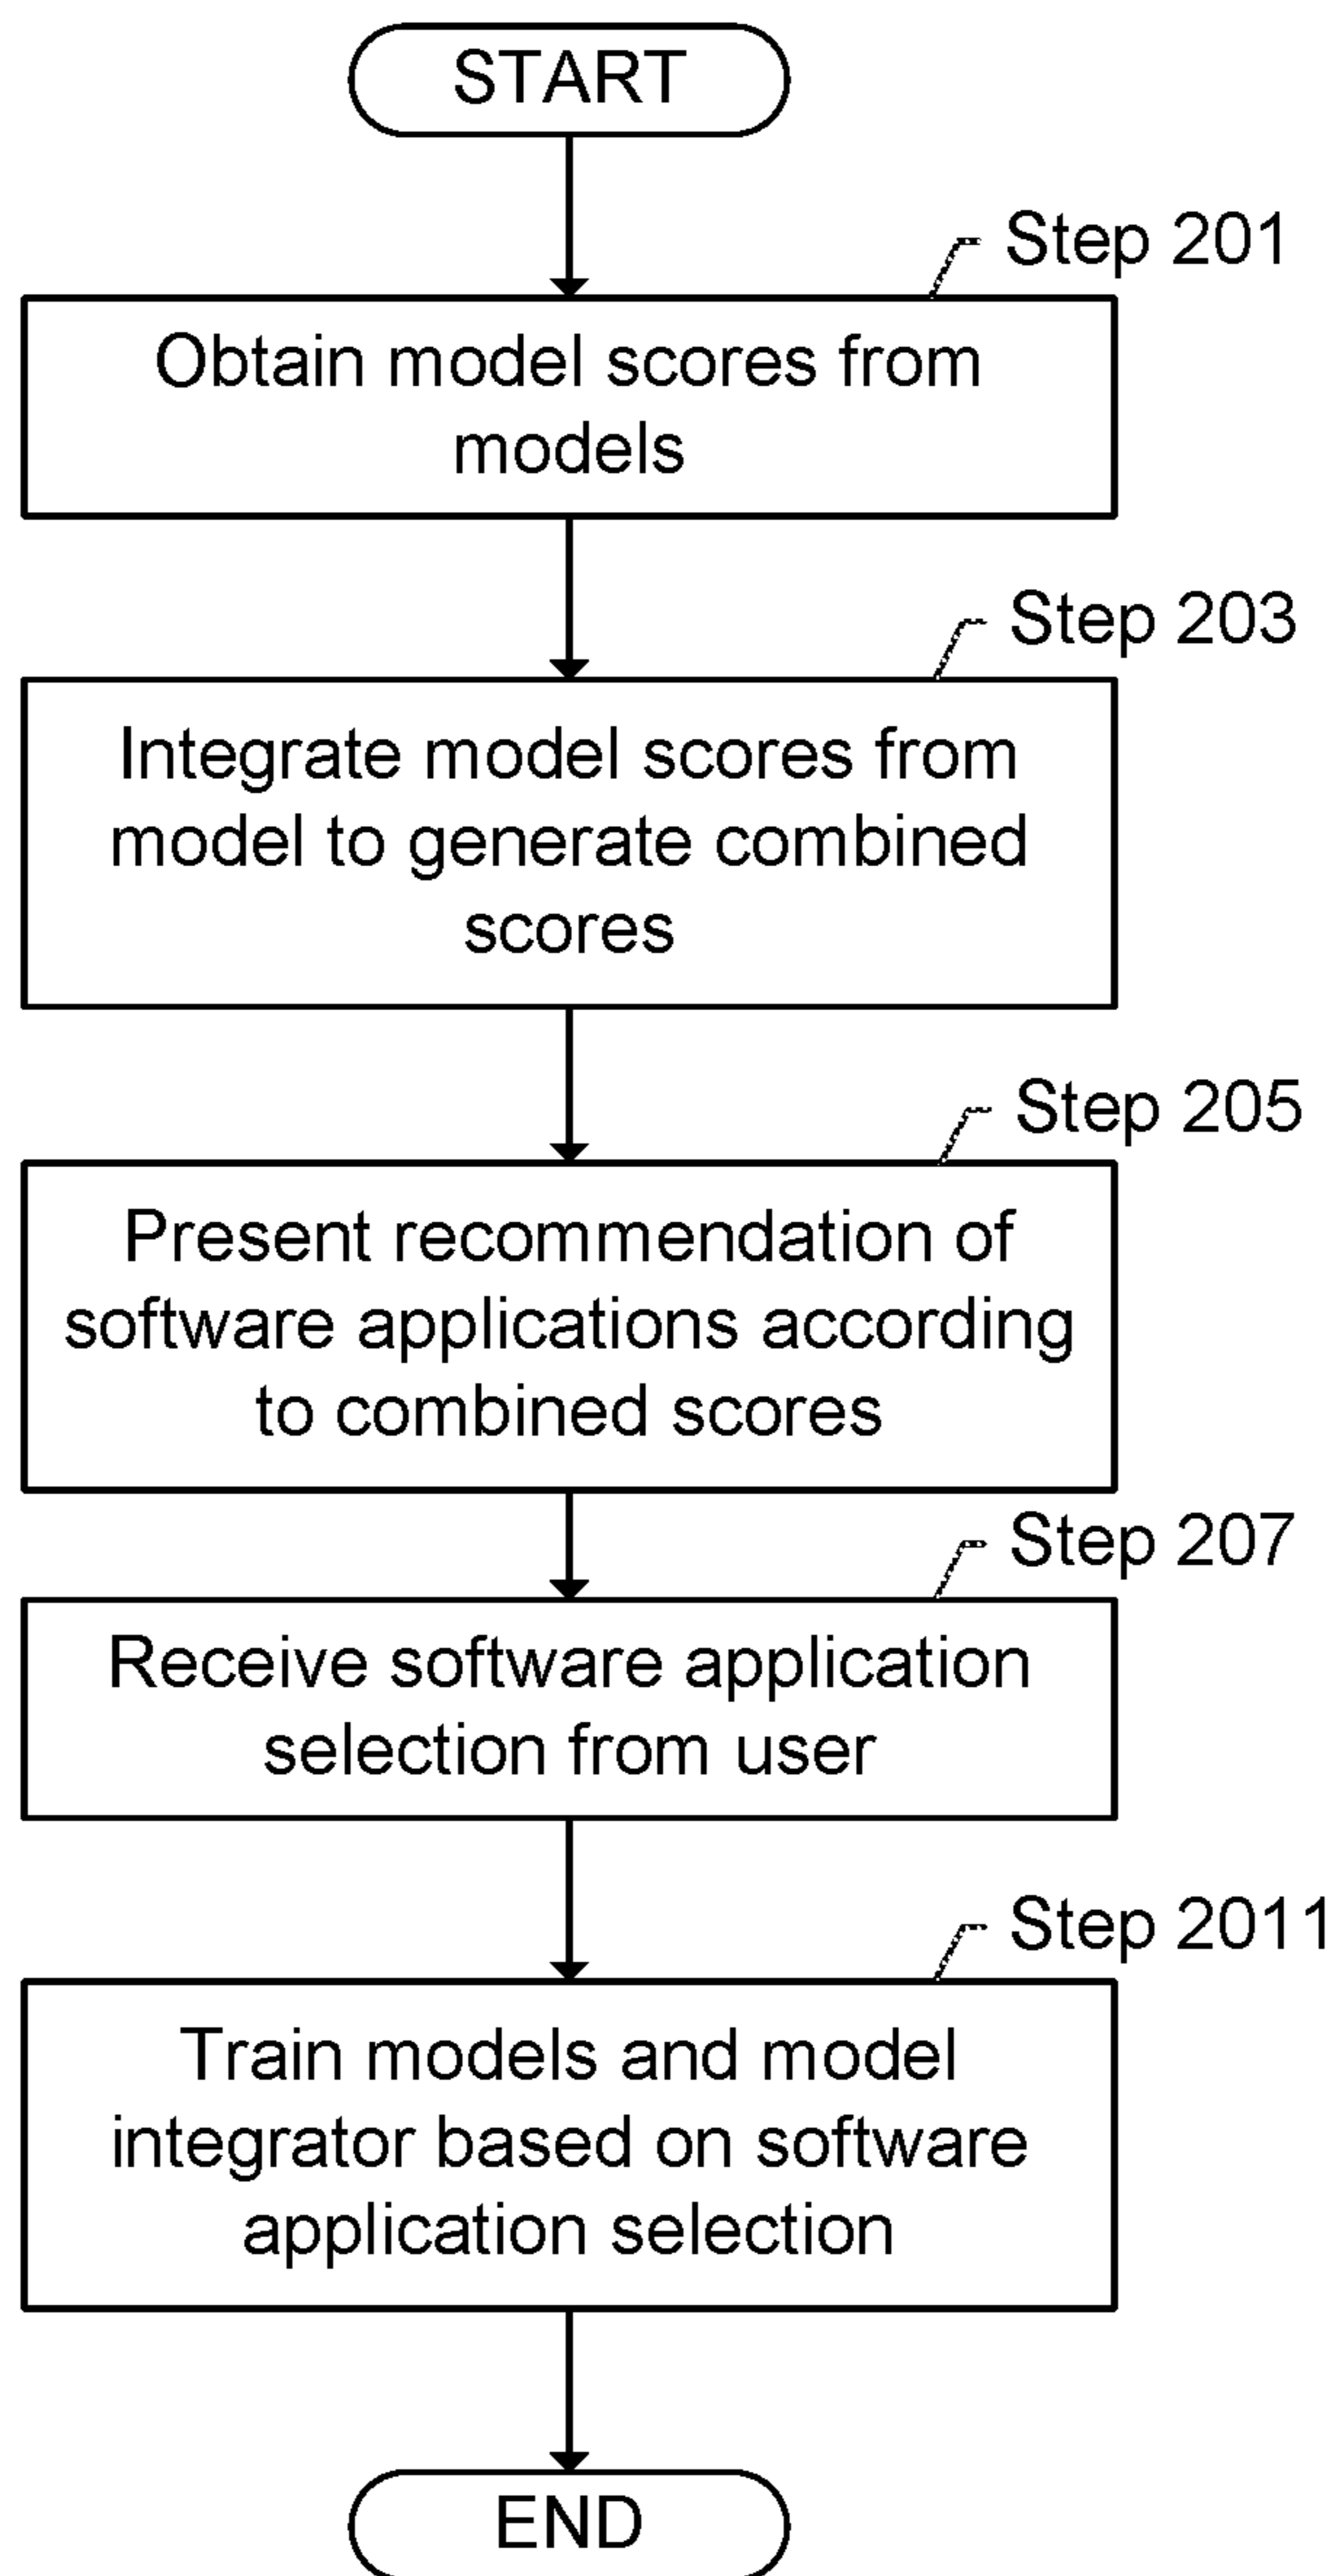 START
Step 201
Obtain model scores from
models
Step 203
Integrate model scores from
model to generate combined
scores
Step 205
Present recommendation of
software applications according
to combined scores
Step 207
Receive software application
selection from user
Step 2011
Train models and model
integrator based on software
application selection
END